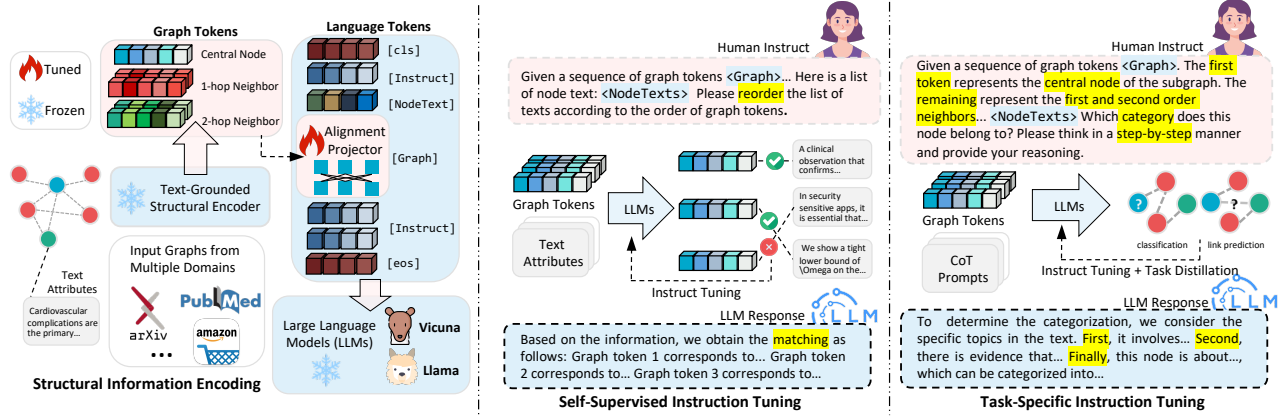 Graph Tokens
Central Node
1-hop Neighbor
2-hop Neighbor
Tuned
Frozen
Text-Grounded
Structural Encoder
Input Graphs from
Multiple Domains
arXiv
PubMed
amazon
...
Text
Attributes
Cardiovascular
complications are
the primary...
Structural Information Encoding
Language Tokens
[cls]
[Instruct]
[NodeText]
Alignment
Projector
[Graph]
[Instruct]
[eos]
Large Language
Models (LLMs)
Vicuna
Llama
Human Instruct
Given a sequence of graph tokens <Graph>... Here is a list
of node text: <NodeTexts> Please reorder the list of
texts according to the order of graph tokens.
Graph Tokens
Text
Attributes
LLMs
A clinical
observation that
confirms...
In security
sensitive apps, it
is essential that...
We show a tight
lower bound of
\Omega on the...
Instruct Tuning
LLM Response
LLM
Based on the information, we obtain the matching as
follows: Graph token 1 corresponds to... Graph token
2 corresponds to... Graph token 3 corresponds to...
Self-Supervised Instruction Tuning
Human Instruct
Given a sequence of graph tokens <Graph>. The first
token represents the central node of the subgraph. The
remaining represent the first and second order
neighbors... <NodeTexts> Which category does this
node belong to? Please think in a step-by-step manner
and provide your reasoning.
Graph Tokens
CoT
Prompts
LLMs
?
?
classification
link prediction
Instruct Tuning + Task Distillation
LLM Response
LLM
To determine the categorization, we consider the
specific topics in the text. First, it involves... Second,
there is evidence that... Finally, this node is about...,
which can be categorized into...
Task-Specific Instruction Tuning